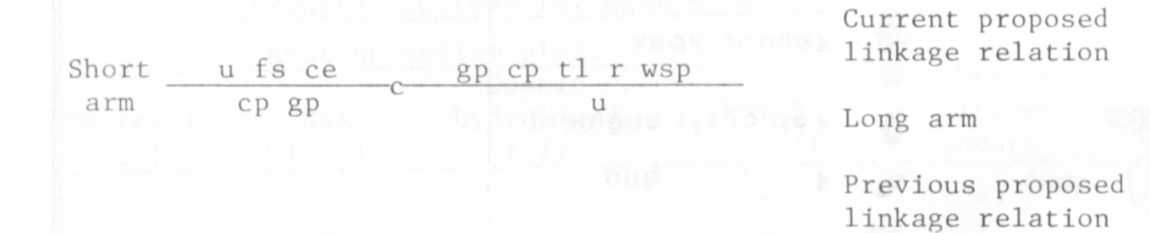 Current proposed
linkage relation
Short arm
u fs ce c gp cp tl r wsp
cp gp u
Long arm
Previous proposed
linkage relation